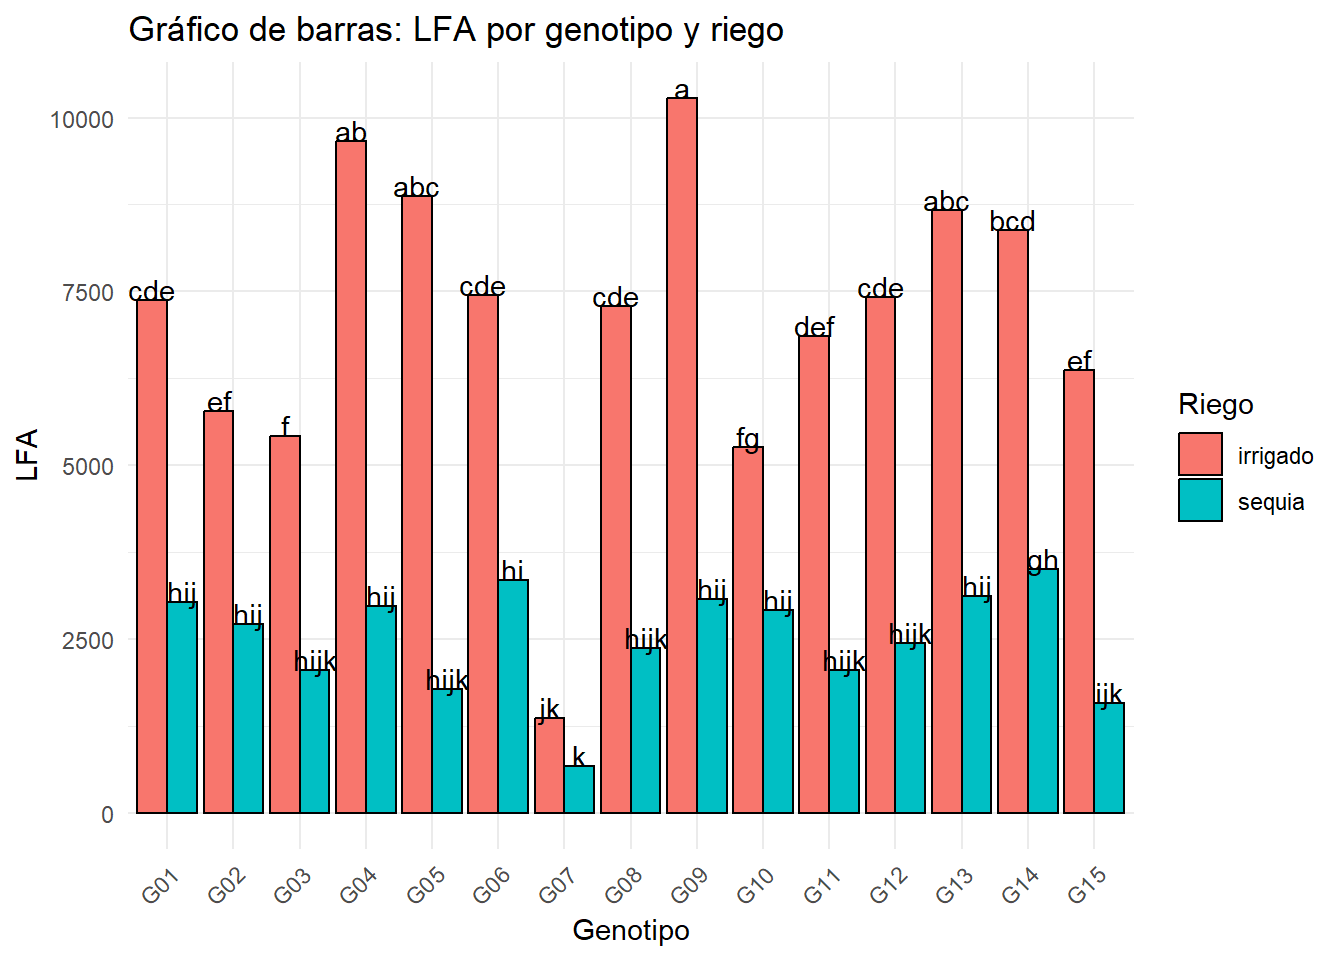 Gráfico de barras: LFA por genotipo y riego
LFA
10000
7500
5000
2500
0
cde
hij
ef
hij
f
hijk
ab
hij
abc
hijk
cde
hi
jk
k
cde
hijk
a
hij
fg
hij
def
hijk
cde
hijk
abc
hij
bcd
gh
ef
ijk
G01
G02
G03
G04
G05
G06
G07
G08
G09
G10
G11
G12
G13
G14
G15
Genotipo
Riego
irrigado
sequia